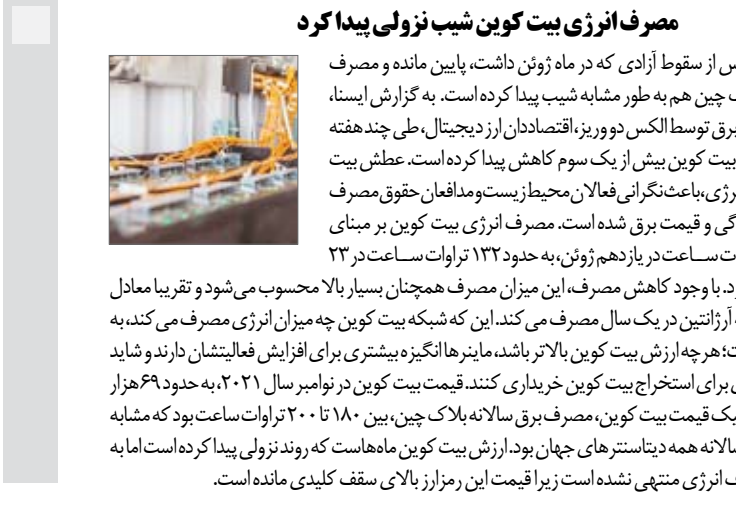 مصرف انرژی بیت کوین شیب نزولی پیدا کرد
از سقوط آزادی که در ماه ژوئن داشت، پایین مانده و مصرف
چین هم به طور مشابه شیب پیدا کرده است. به گزارش ایسنا،
برق توسط الکس دووریز، اقتصاددان ارز دیجیتال، طی چند هفته
بیت کوین بیش از یک سوم کاهش پیدا کرده است. عطش بیت
باعث نگرانی فعالان محیط زیست و مدافعان حقوق مصرف
و قیمت برق شده است. مصرف انرژی بیت کوین بر مبنای
ساعت در یازدهم ژوئن، به حدود ۱۳۲ تراوات ساعت در ۲۳
با وجود کاهش مصرف، این میزان مصرف همچنان بسیار بالا محسوب می‌شود و تقریبا معادل
آرژانتین در یک سال مصرف می کند. این که شبکه بیت کوین چه میزان انرژی مصرف می کند، به
هرچه ارزش بیت کوین بالاتر باشد، ماینرها انگیزه بیشتری برای افزایش فعالیتشان دارند و شاید
برای استخراج بیت کوین خریداری کنند. قیمت بیت کوین در نوامبر سال ۲۰۲۱، به حدود ۶۹ هزار
قیمت بیت کوین، مصرف برق سالانه بلاک چین، بین ۱۸۰ تا ۲۰۰ تراوات ساعت بود که مشابه
سالانه همه دیتاسنترهای جهان بود. ارزش بیت کوین ماه‌هاست که روند نزولی پیدا کرده است اما به
انرژی منتهی نشده است زیرا قیمت این رمزارز بالای سقف کلیدی مانده است.